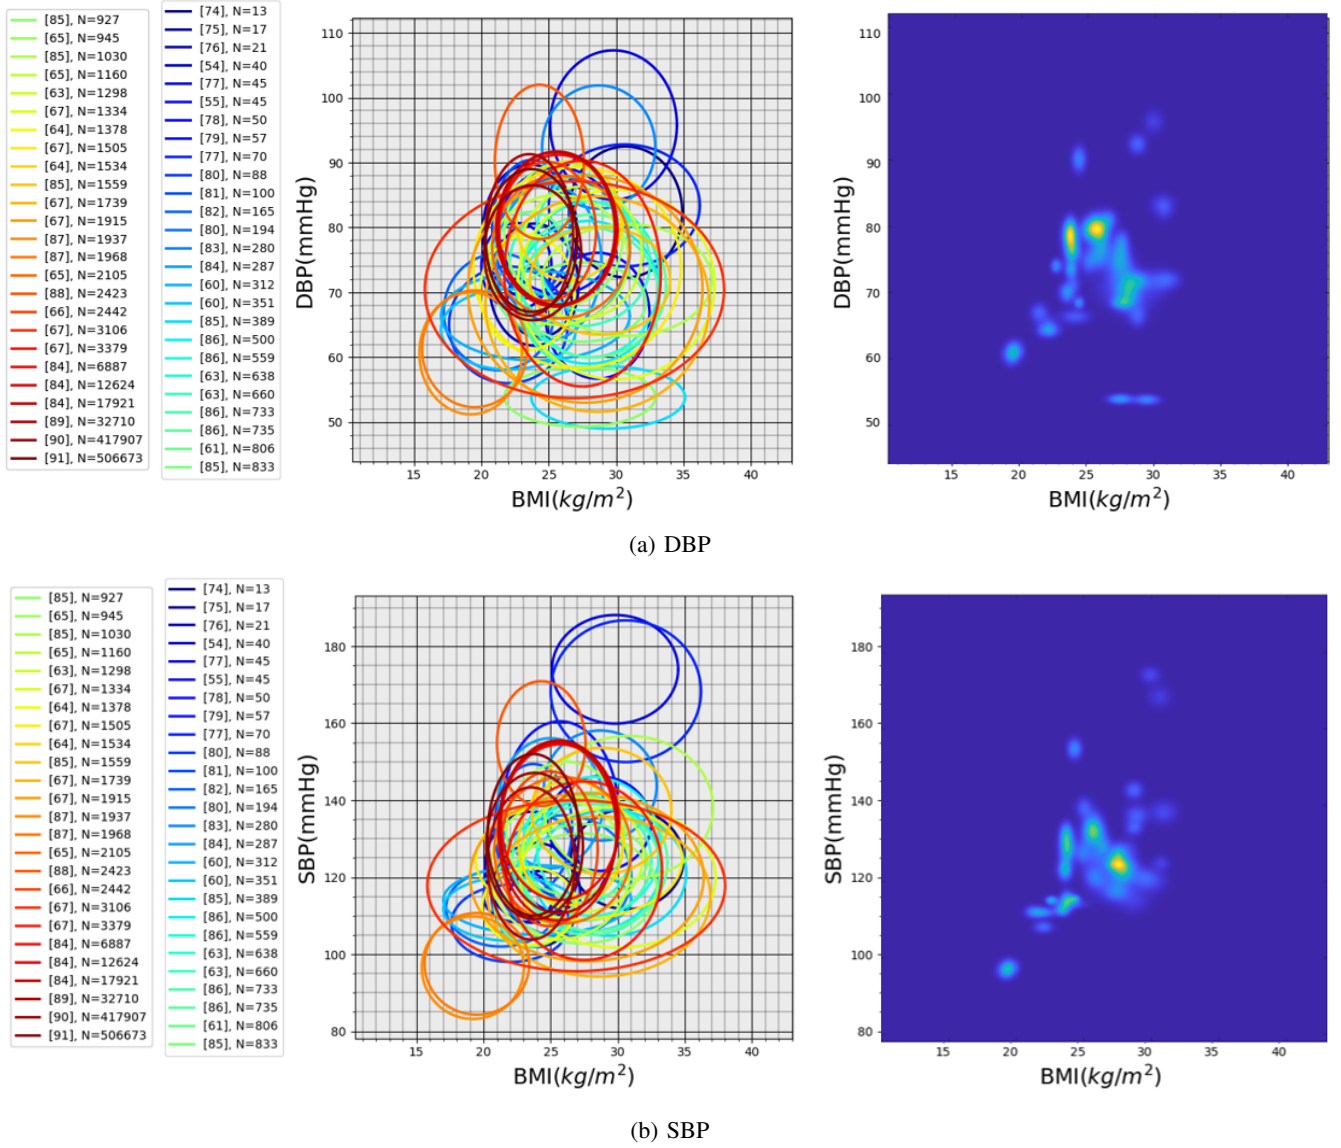 [85], N=927
[65], N=945
[85], N=1030
[65], N=1160
[63], N=1298
[67], N=1334
[64], N=1378
[67], N=1505
[64], N=1534
[85], N=1559
[67], N=1739
[67], N=1915
[87], N=1937
[87], N=1968
[65], N=2105
[88], N=2423
[66], N=2442
[67], N=3106
[67], N=3379
[84], N=6887
[84], N=12624
[84], N=17921
[89], N=32710
[90], N=417907
[91], N=506673
[74], N=13
[75], N=17
[76], N=21
[54], N=40
[77], N=45
[55], N=45
[78], N=50
[79], N=57
[77], N=70
[80], N=88
[81], N=100
[82], N=165
[80], N=194
[83], N=280
[84], N=287
[60], N=312
[60], N=351
[85], N=389
[86], N=500
[86], N=559
[63], N=638
[63], N=660
[86], N=733
[86], N=735
[61], N=806
[85], N=833
DBP(mmHg)
110
100
90
80
70
60
50
15 20 25 30 35 40
BMI(kg/m²)
DBP(mmHg)
110
100
90
80
70
60
50
15 20 25 30 35 40
BMI(kg/m²)
(a) DBP
[85], N=927
[65], N=945
[85], N=1030
[65], N=1160
[63], N=1298
[67], N=1334
[64], N=1378
[67], N=1505
[64], N=1534
[85], N=1559
[67], N=1739
[67], N=1915
[87], N=1937
[87], N=1968
[65], N=2105
[88], N=2423
[66], N=2442
[67], N=3106
[67], N=3379
[84], N=6887
[84], N=12624
[84], N=17921
[89], N=32710
[90], N=417907
[91], N=506673
[74], N=13
[75], N=17
[76], N=21
[54], N=40
[77], N=45
[55], N=45
[78], N=50
[79], N=57
[77], N=70
[80], N=88
[81], N=100
[82], N=165
[80], N=194
[83], N=280
[84], N=287
[60], N=312
[60], N=351
[85], N=389
[86], N=500
[86], N=559
[63], N=638
[63], N=660
[86], N=733
[86], N=735
[61], N=806
[85], N=833
SBP(mmHg)
180
160
140
120
100
80
15 20 25 30 35 40
BMI(kg/m²)
SBP(mmHg)
180
160
140
120
100
80
15 20 25 30 35 40
BMI(kg/m²)
(b) SBP